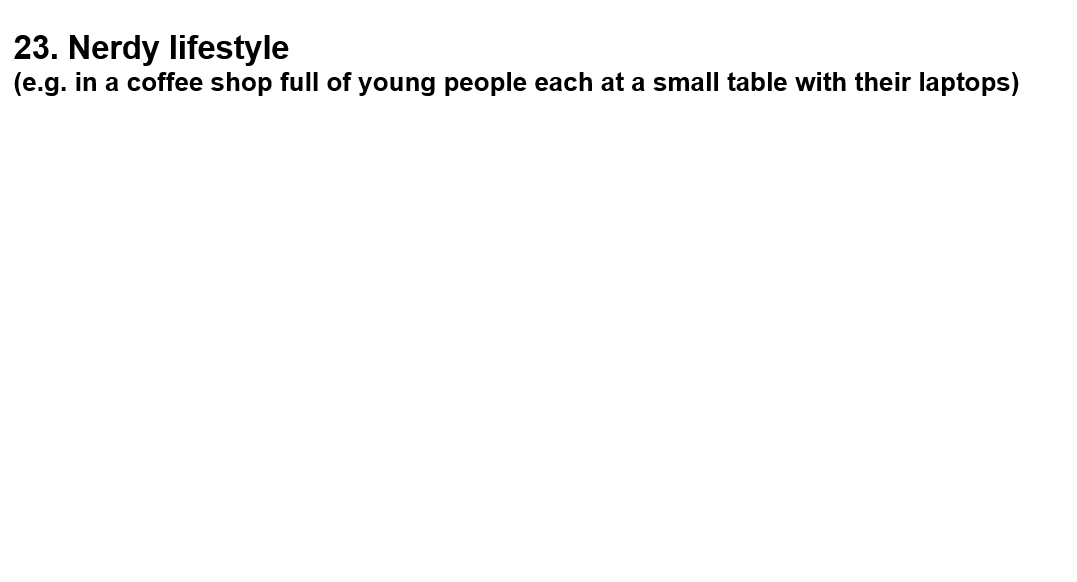 23. Nerdy lifestyle
(e.g. in a coffee shop full of young people each at a small table with their laptops)